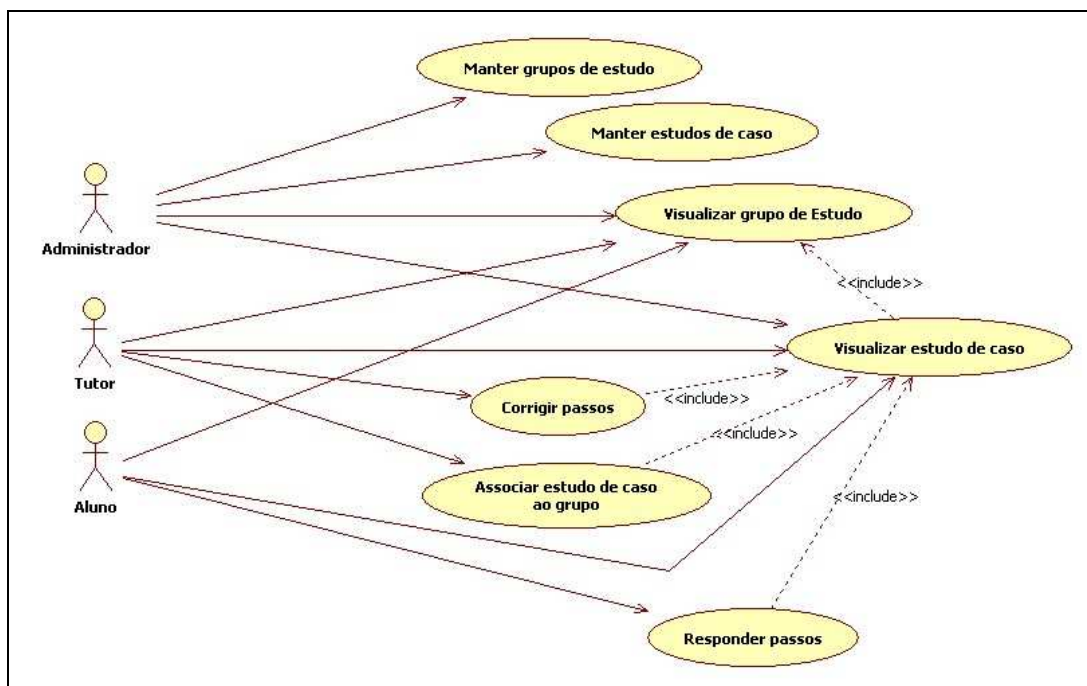 Manter grupos de estudo
Manter estudos de caso
Visualizar grupo de Estudo
Administrador
<<include>>
Visualizar estudo de caso
Tutor
Corrigir passos
<<include>>
<<include>>
Associar estudo de caso
ao grupo
Aluno
<<include>>
Responder passos